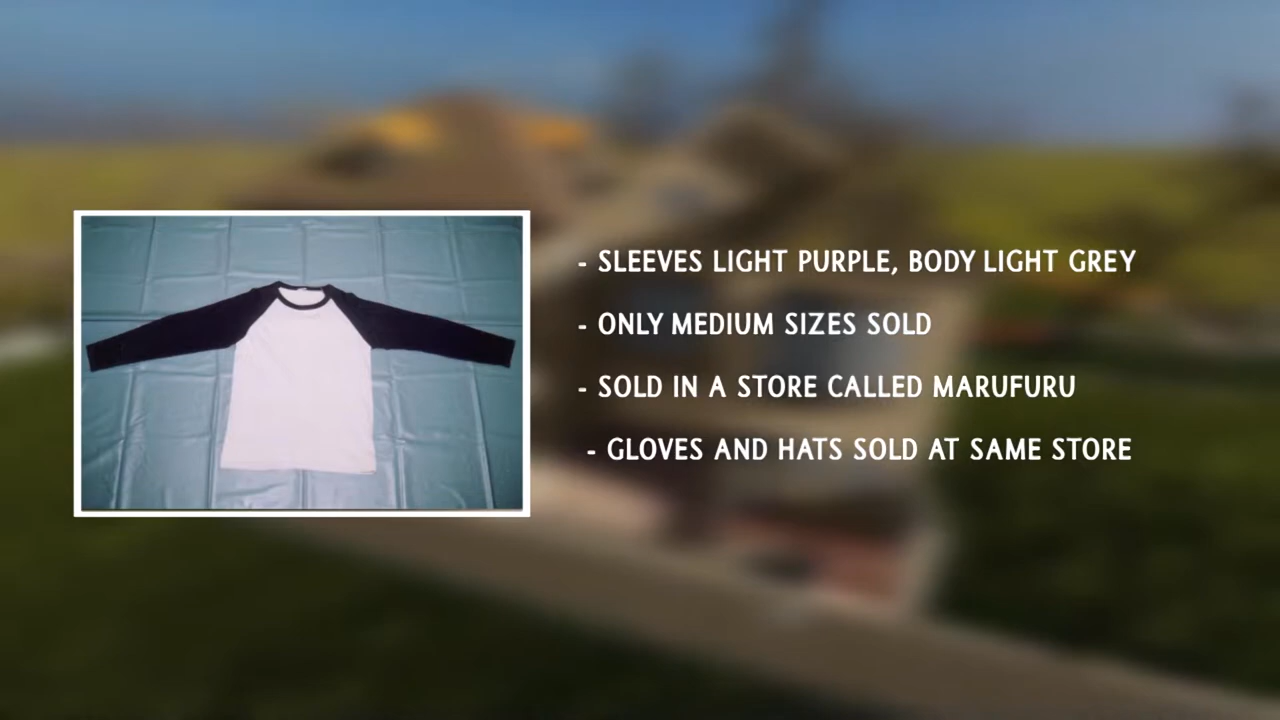 - SLEEVES LIGHT PURPLE, BODY LIGHT GREY
- ONLY MEDIUM SIZES SOLD
- SOLD IN A STORE CALLED MARUFURU
- GLOVES AND HATS SOLD AT SAME STORE